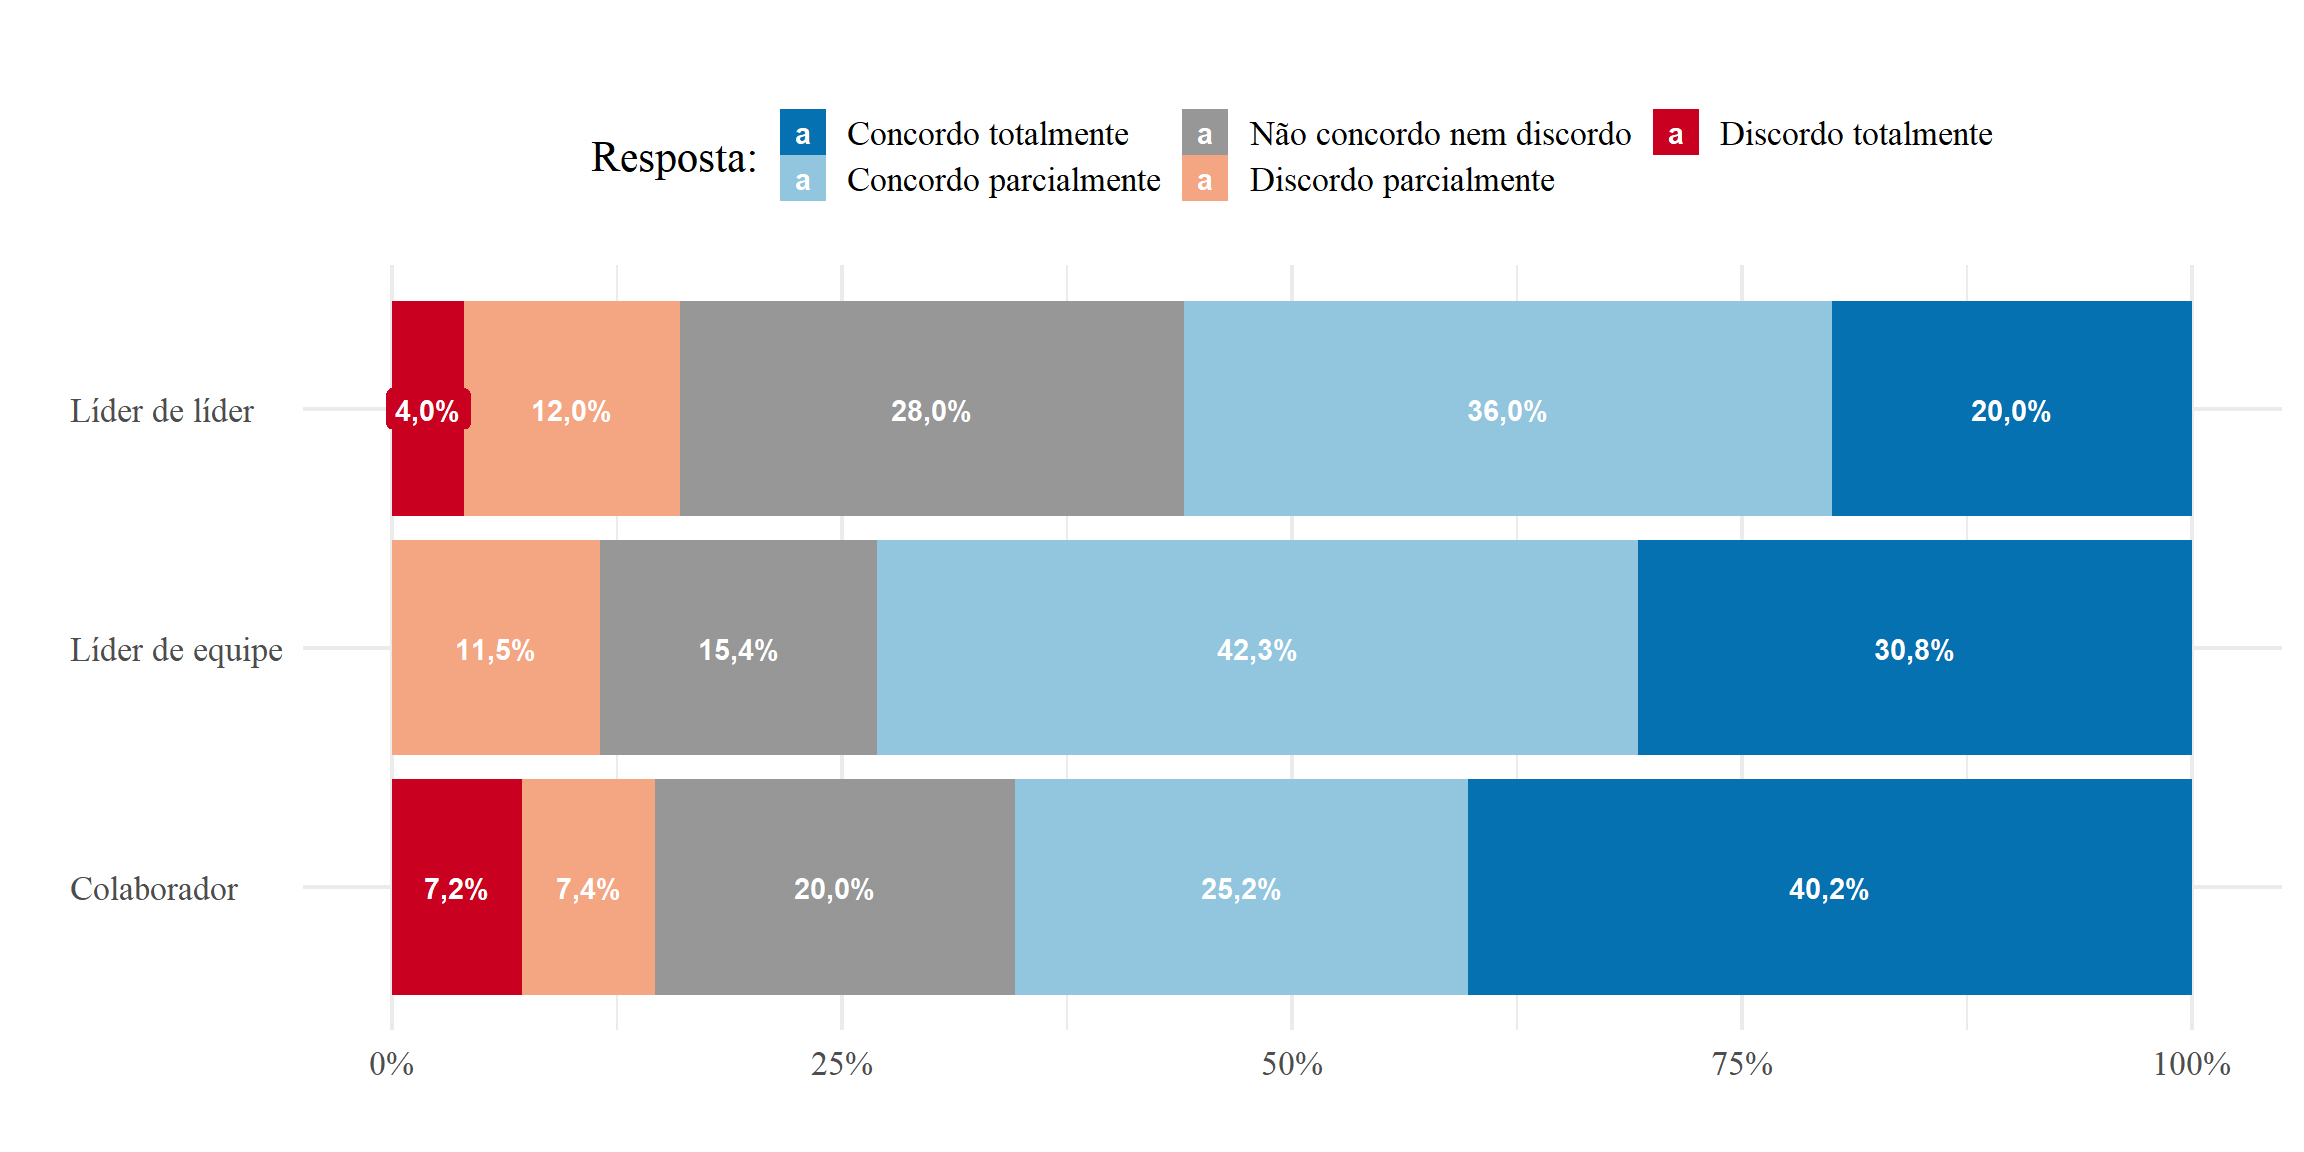 Resposta:
a Concordo totalmente
a Concordo parcialmente
a Não concordo nem discordo
a Discordo parcialmente
a Discordo totalmente
Líder de líder
4,0% 12,0% 28,0% 36,0% 20,0%
Líder de equipe
11,5% 15,4% 42,3% 30,8%
Colaborador
7,2% 7,4% 20,0% 25,2% 40,2%
0% 25% 50% 75% 100%